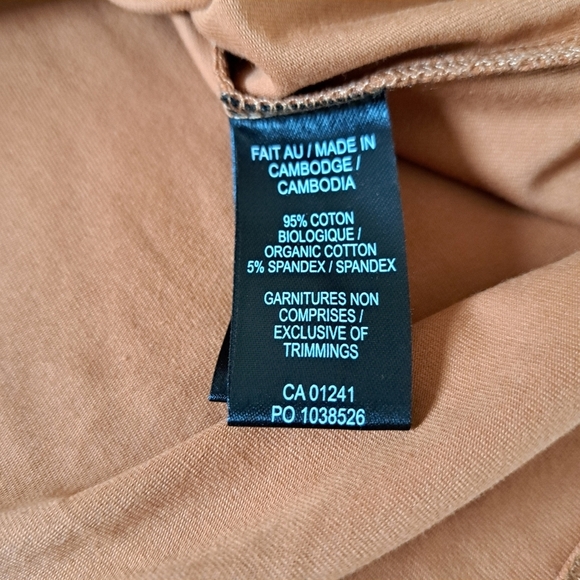 FAIT AU / MADE IN
CAMBODGE /
CAMBODIA
95% COTON
BIOLOGIQUE /
ORGANIC COTTON
5% SPANDEX / SPANDEX
GARNITURES NON
COMPRISES /
EXCLUSIVE OF
TRIMMINGS
CA 01241
PO 1038526